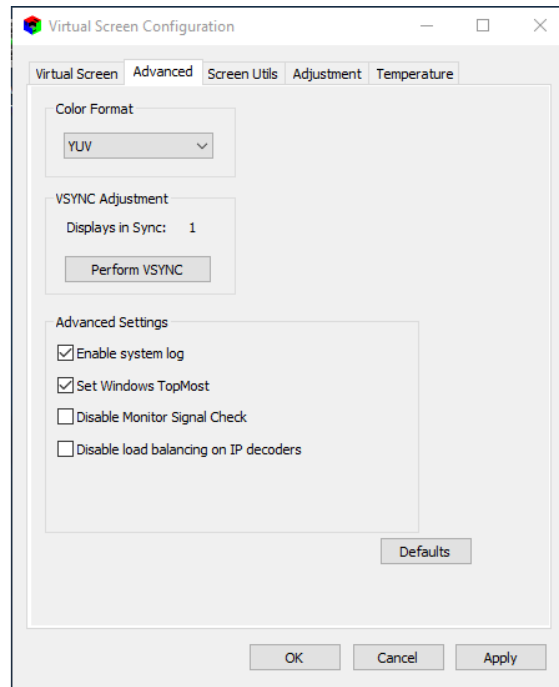 Virtual Screen Configuration
Virtual Screen Advanced Screen Utils Adjustment Temperature
Color Format
YUV
VSYNC Adjustment
Displays in Sync: 1
Perform VSYNC
Advanced Settings
Enable system log
Set Windows TopMost
Disable Monitor Signal Check
Disable load balancing on IP decoders
Defaults
OK Cancel Apply